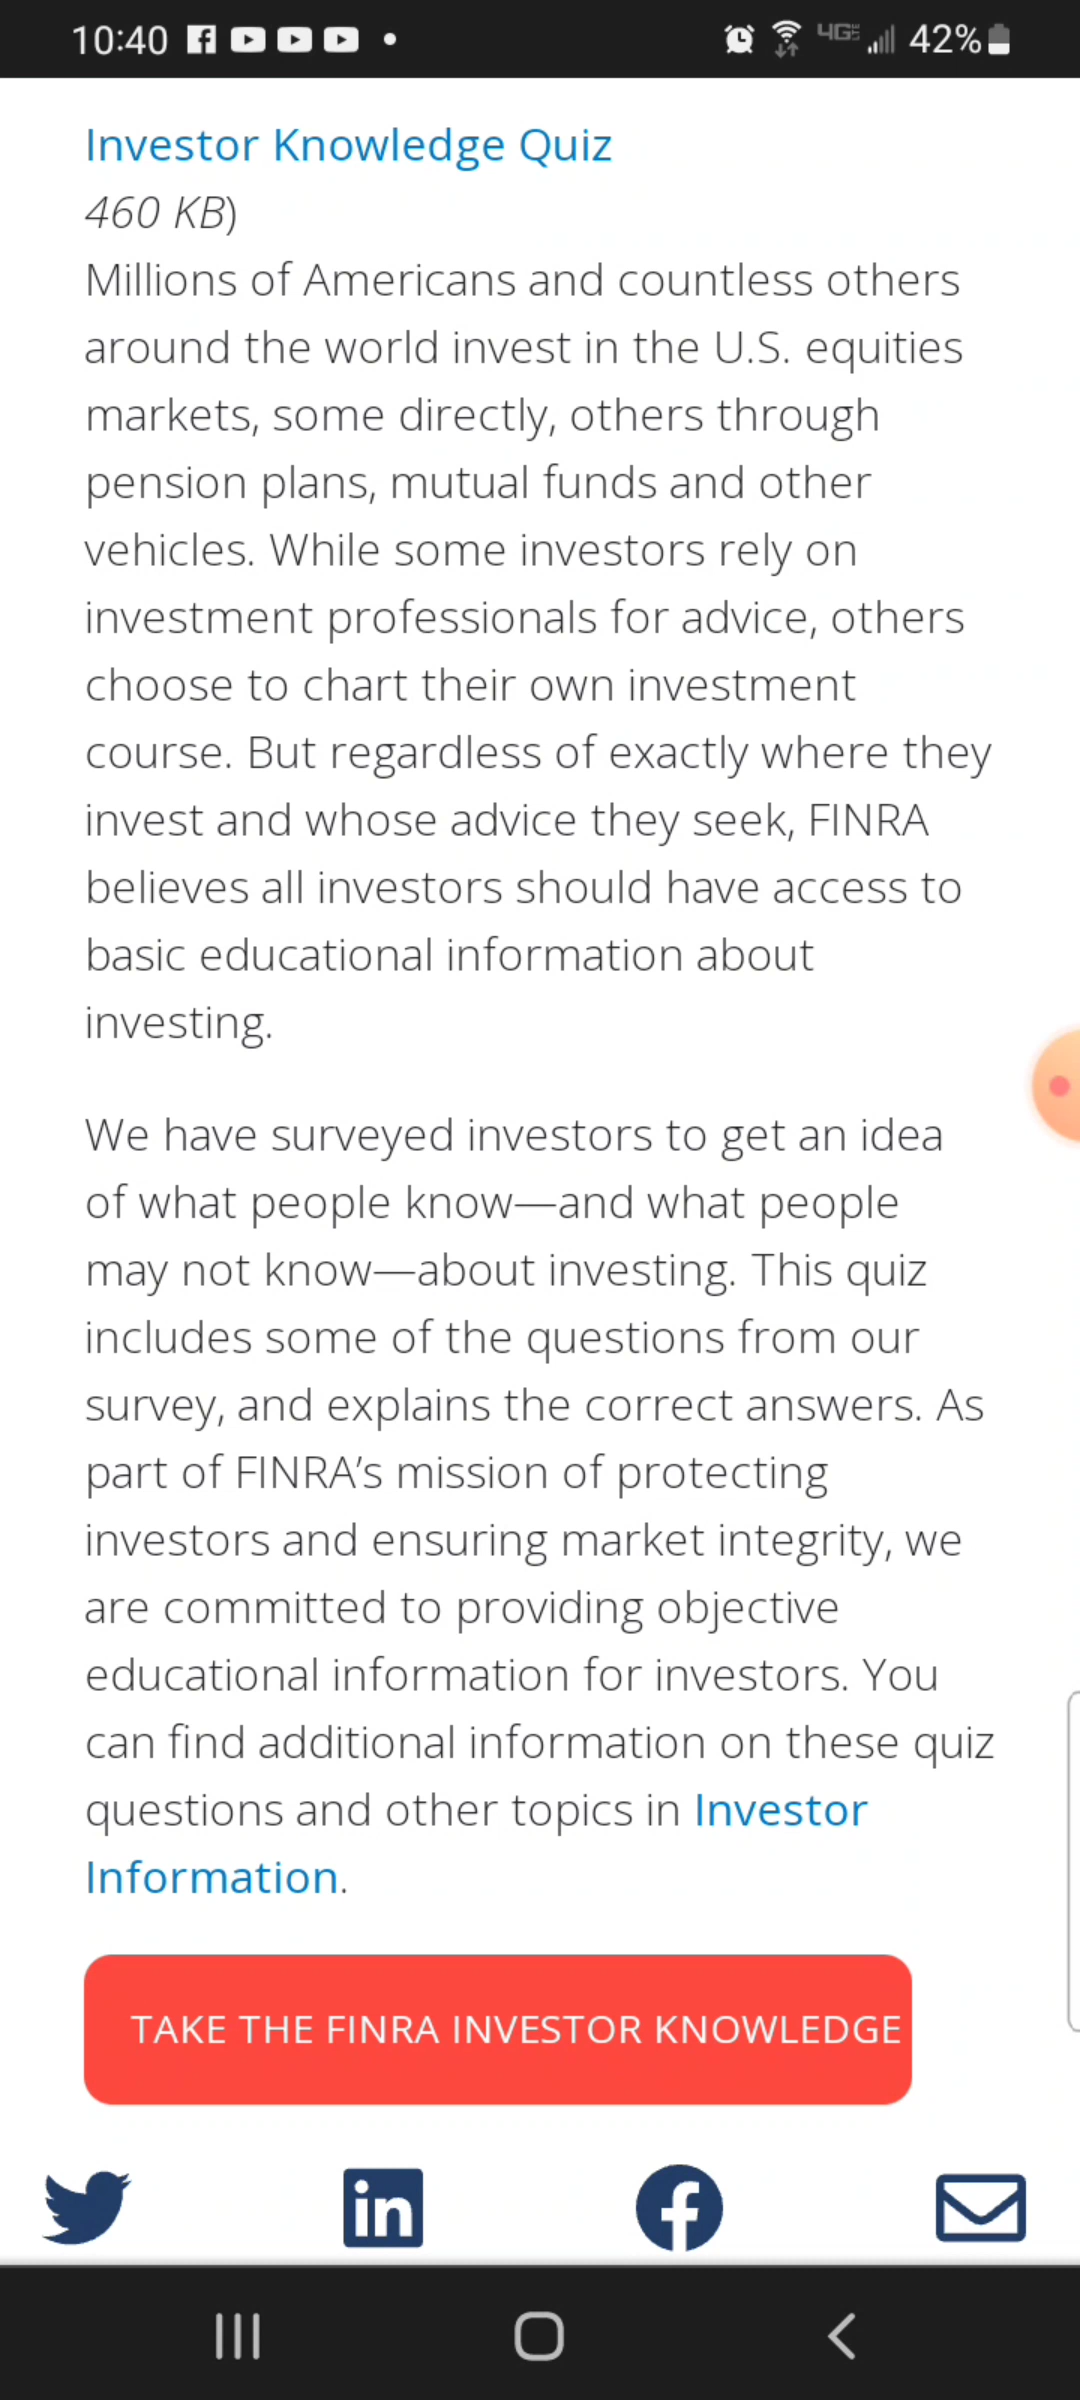 10:40 42%
4GE
Investor Knowledge Quiz
460 KB)
Millions of Americans and countless others
around the world invest in the U.S. equities
markets, some directly, others through
pension plans, mutual funds and other
vehicles. While some investors rely on
investment professionals for advice, others
choose to chart their own investment
course. But regardless of exactly where they
invest and whose advice they seek, FINRA
believes all investors should have access to
basic educational information about
investing.
We have surveyed investors to get an idea
of what people know—and what people
may not know—about investing. This quiz
includes some of the questions from our
survey, and explains the correct answers. As
part of FINRA’s mission of protecting
investors and ensuring market integrity, we
are committed to providing objective
educational information for investors. You
can find additional information on these quiz
questions and other topics in Investor
Information.
TAKE THE FINRA INVESTOR KNOWLEDGE